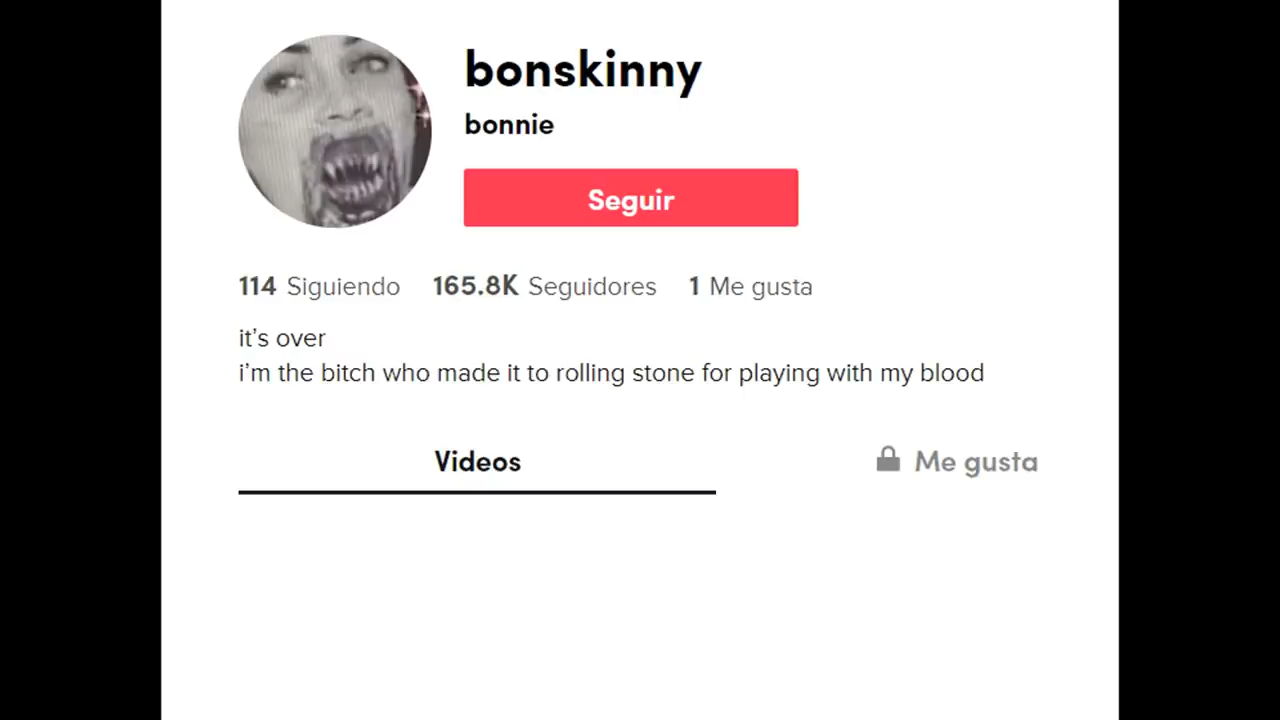 bonskinny
bonnie
Seguir
114 Siguiendo 165.8K Seguidores 1 Me gusta
it’s over
i’m the bitch who made it to rolling stone for playing with my blood
Videos Me gusta